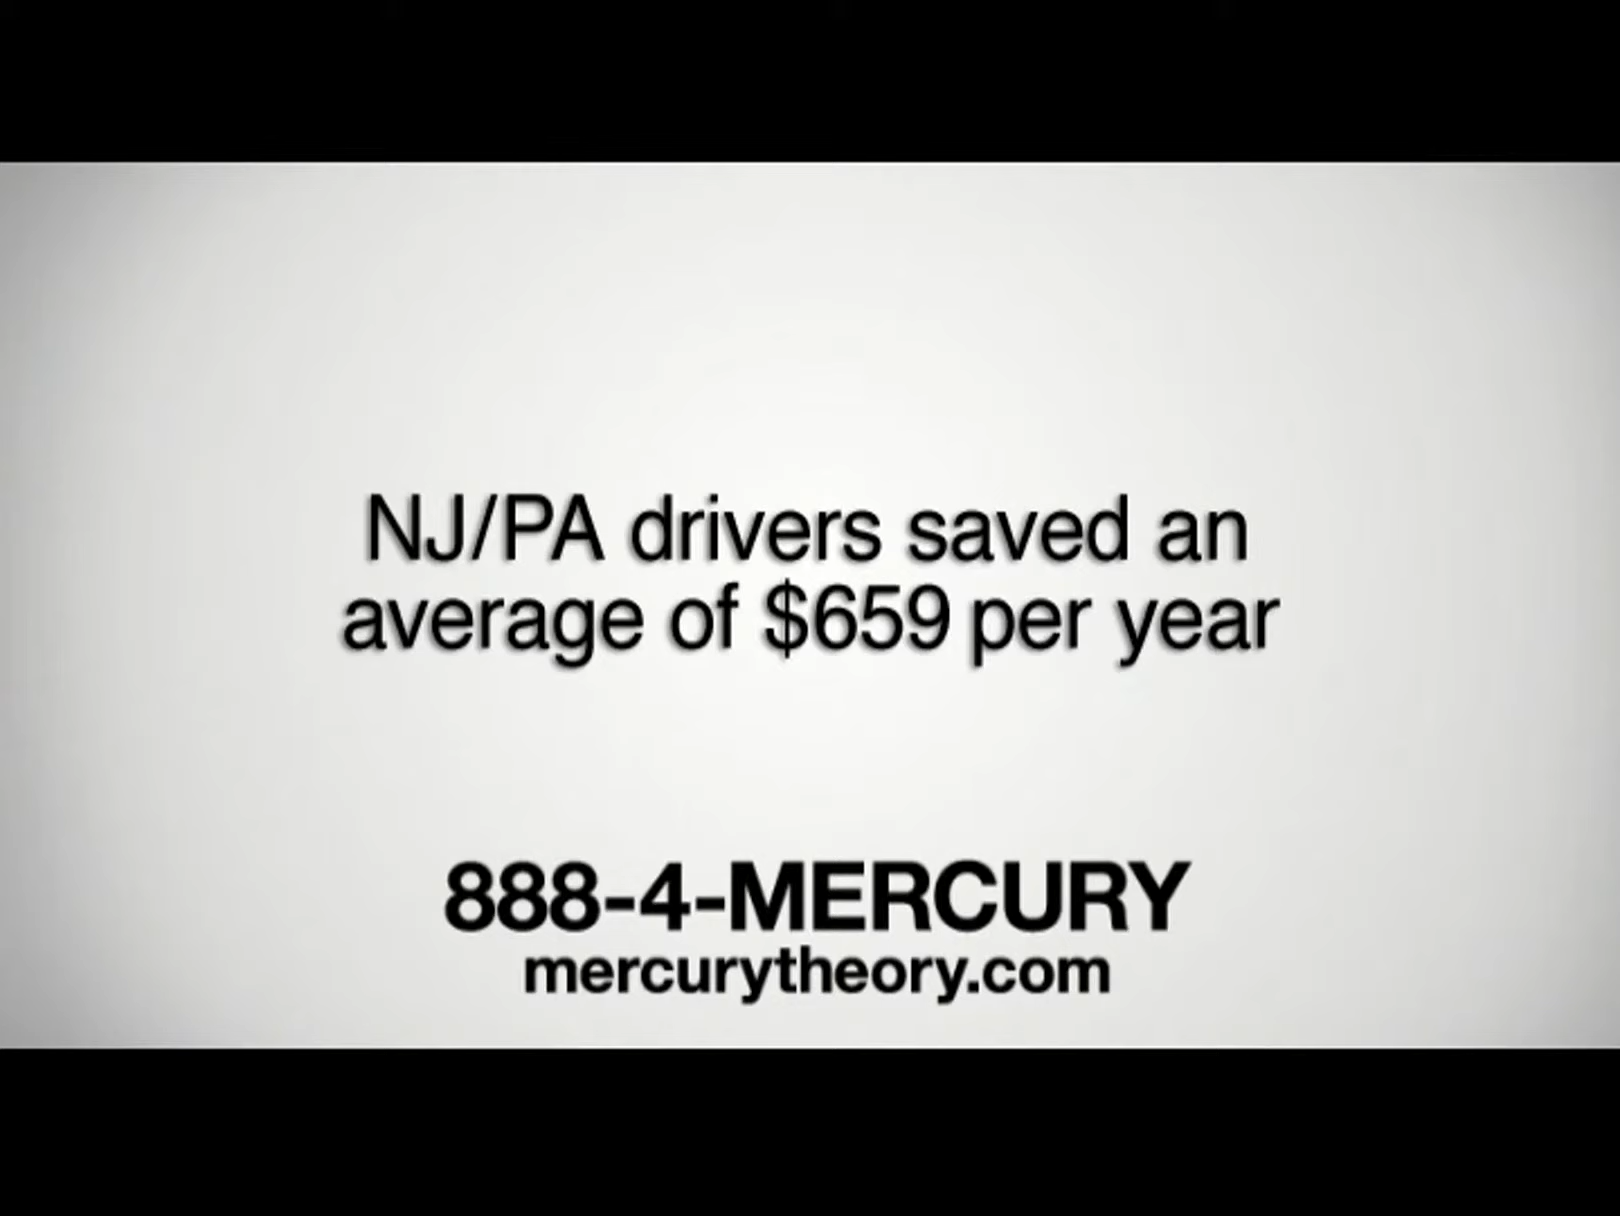 NJ/PA drivers saved an
average of $659 per year
888-4-MERCURY
mercurytheory.com